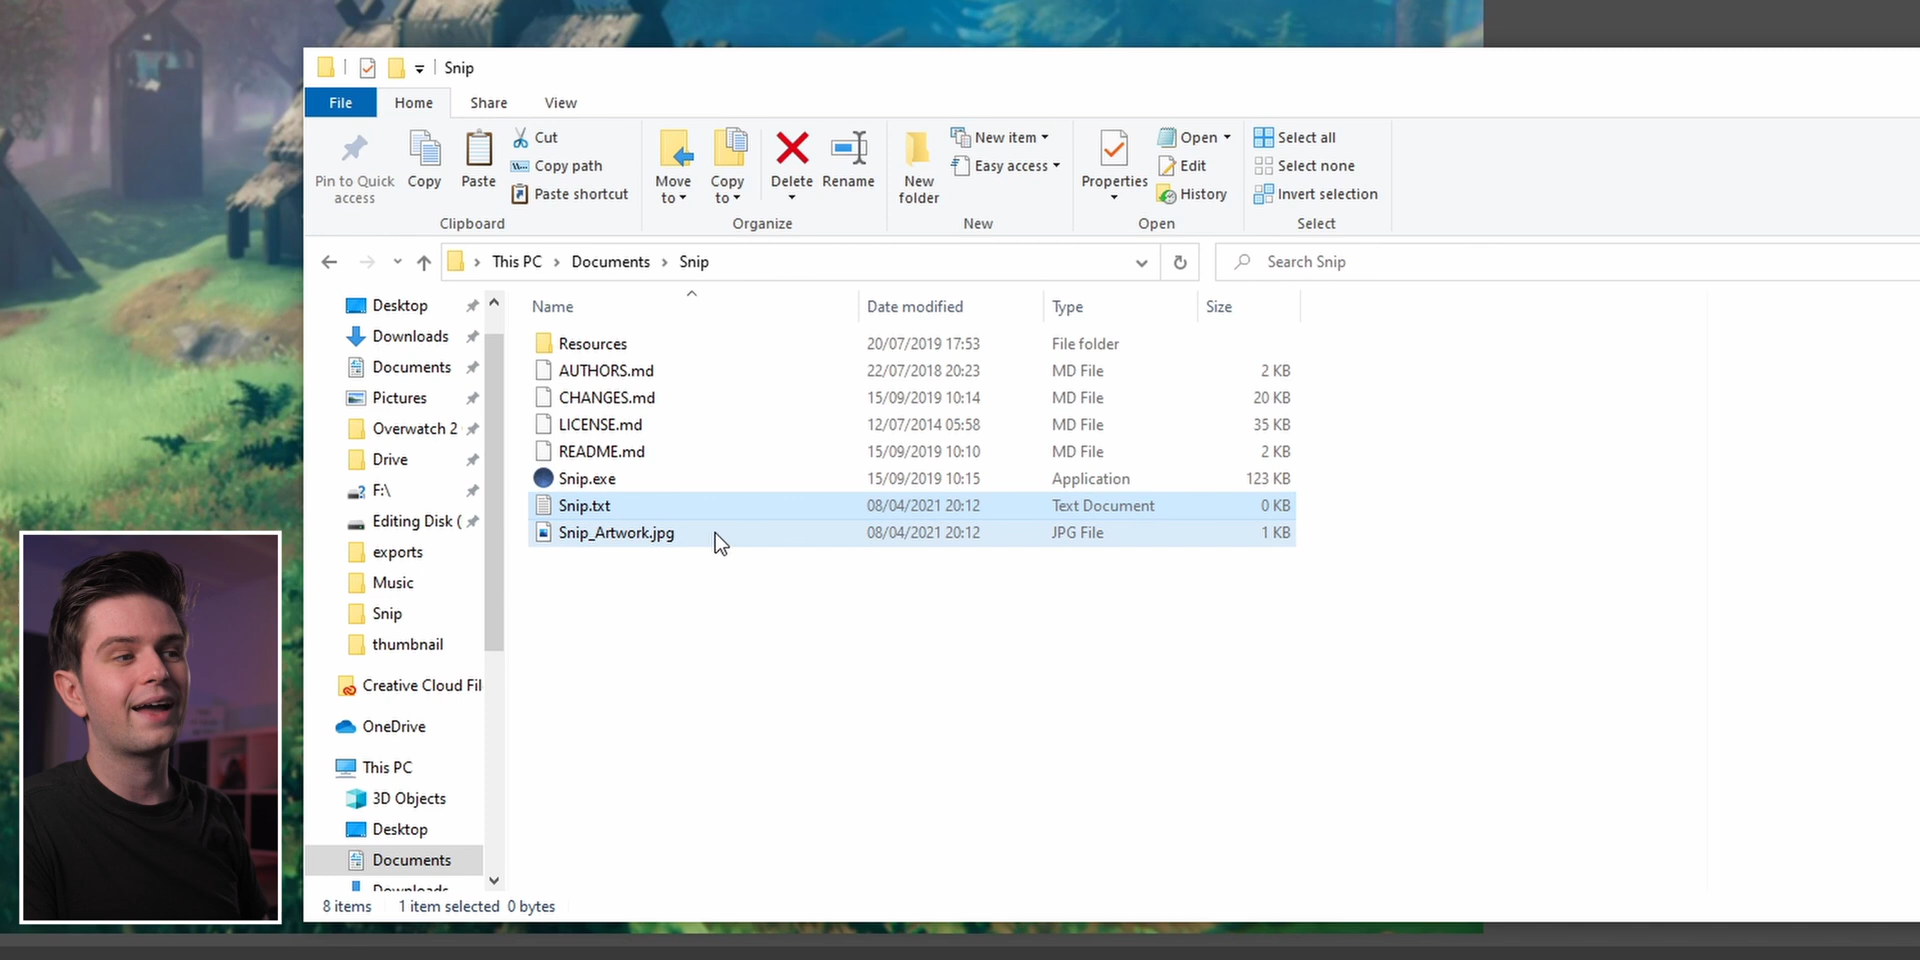 Snip
File Home Share View
Pin to Quick access
Copy
Paste
Cut
Copy path
Paste shortcut
Clipboard
Move to
Copy to
Delete
Rename
Organize
New folder
New item
Easy access
New
Properties
Open
Edit
History
Open
Select all
Select none
Invert selection
Select
This PC Documents Snip
Search Snip
Desktop
Downloads
Documents
Pictures
Overwatch 2
Drive
F:\
Editing Disk (
exports
Music
Snip
thumbnail
Creative Cloud Fil
OneDrive
This PC
3D Objects
Desktop
Documents
Downloads
Name Date modified Type Size
Resources 20/07/2019 17:53 File folder
AUTHORS.md 22/07/2018 20:23 MD File 2 KB
CHANGES.md 15/09/2019 10:14 MD File 20 KB
LICENSE.md 12/07/2014 05:58 MD File 35 KB
README.md 15/09/2019 10:10 MD File 2 KB
Snip.exe 15/09/2019 10:15 Application 123 KB
Snip.txt 08/04/2021 20:12 Text Document 0 KB
Snip_Artwork.jpg 08/04/2021 20:12 JPG File 1 KB
8 items 1 item selected 0 bytes